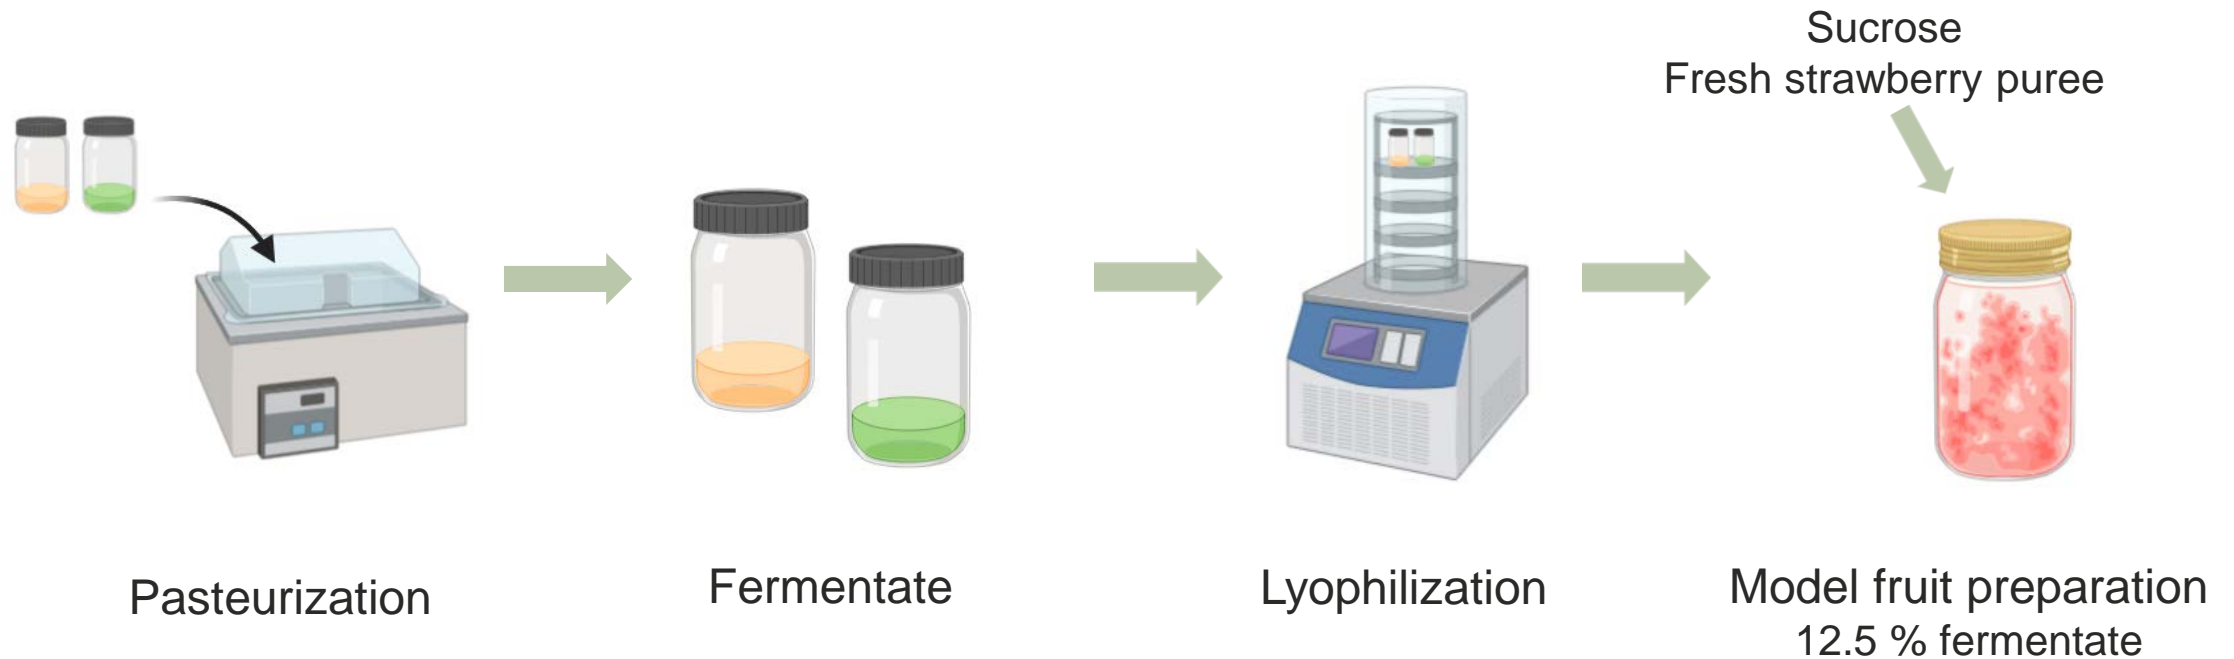 Sucrose
Fresh strawberry puree
Pasteurization
Fermentate
Lyophilization
Model fruit preparation
12.5 % fermentate